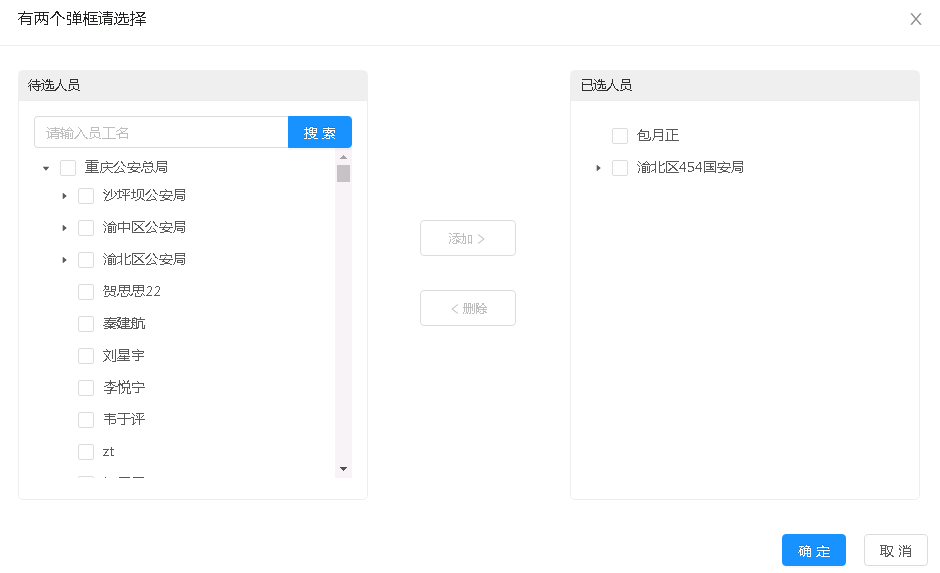 有两个弹框请选择
待选人员
请输入员工名
搜 索
重庆公安总局
沙坪坝公安局
渝中区公安局
渝北区公安局
贺思思22
秦建航
刘星宇
李悦宁
韦于评
zt
添加 >
< 删除
已选人员
包月正
渝北区454国安局
确 定
取 消